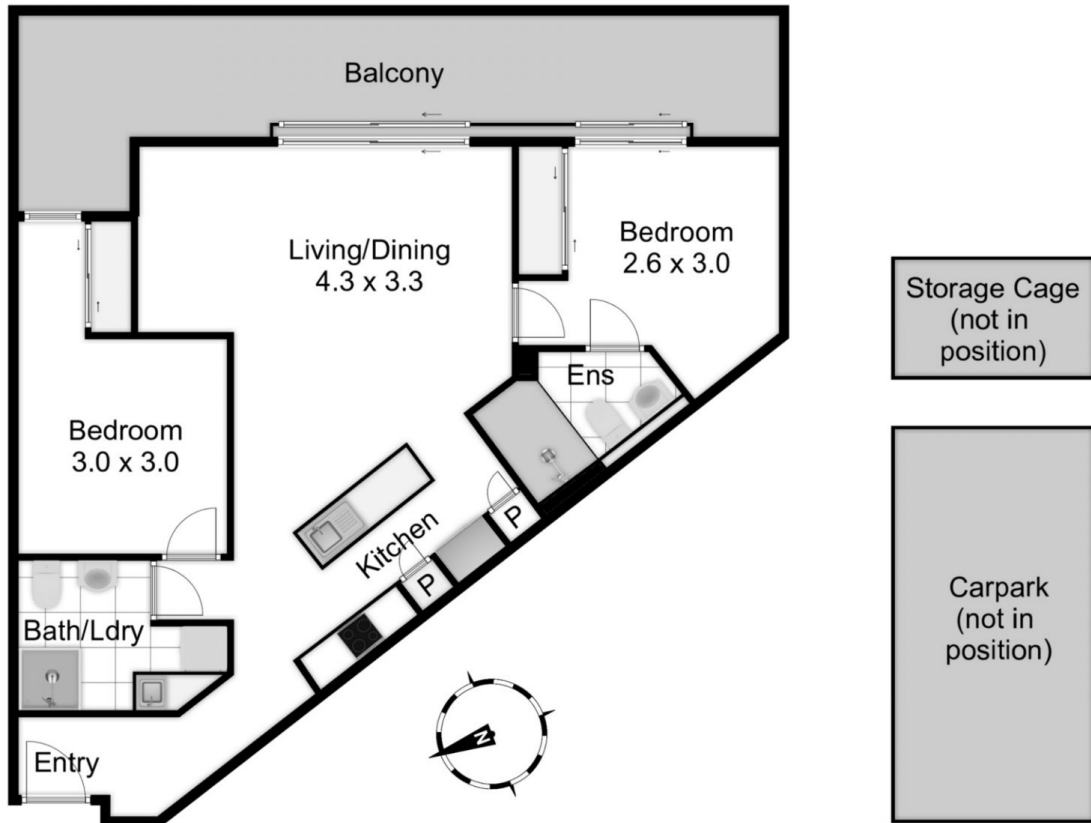 Balcony
Living/Dining
4.3 x 3.3
Bedroom
2.6 x 3.0
Storage Cage
(not in
position)
Ens
Bedroom
3.0 x 3.0
Kitchen
P
P
Bath/Ldry
Carpark
(not in
position)
Entry
N